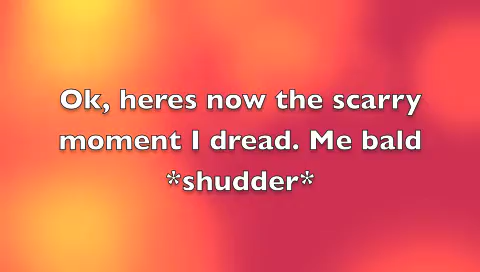 Ok, heres now the scarry
moment I dread. Me bald
*shudder*